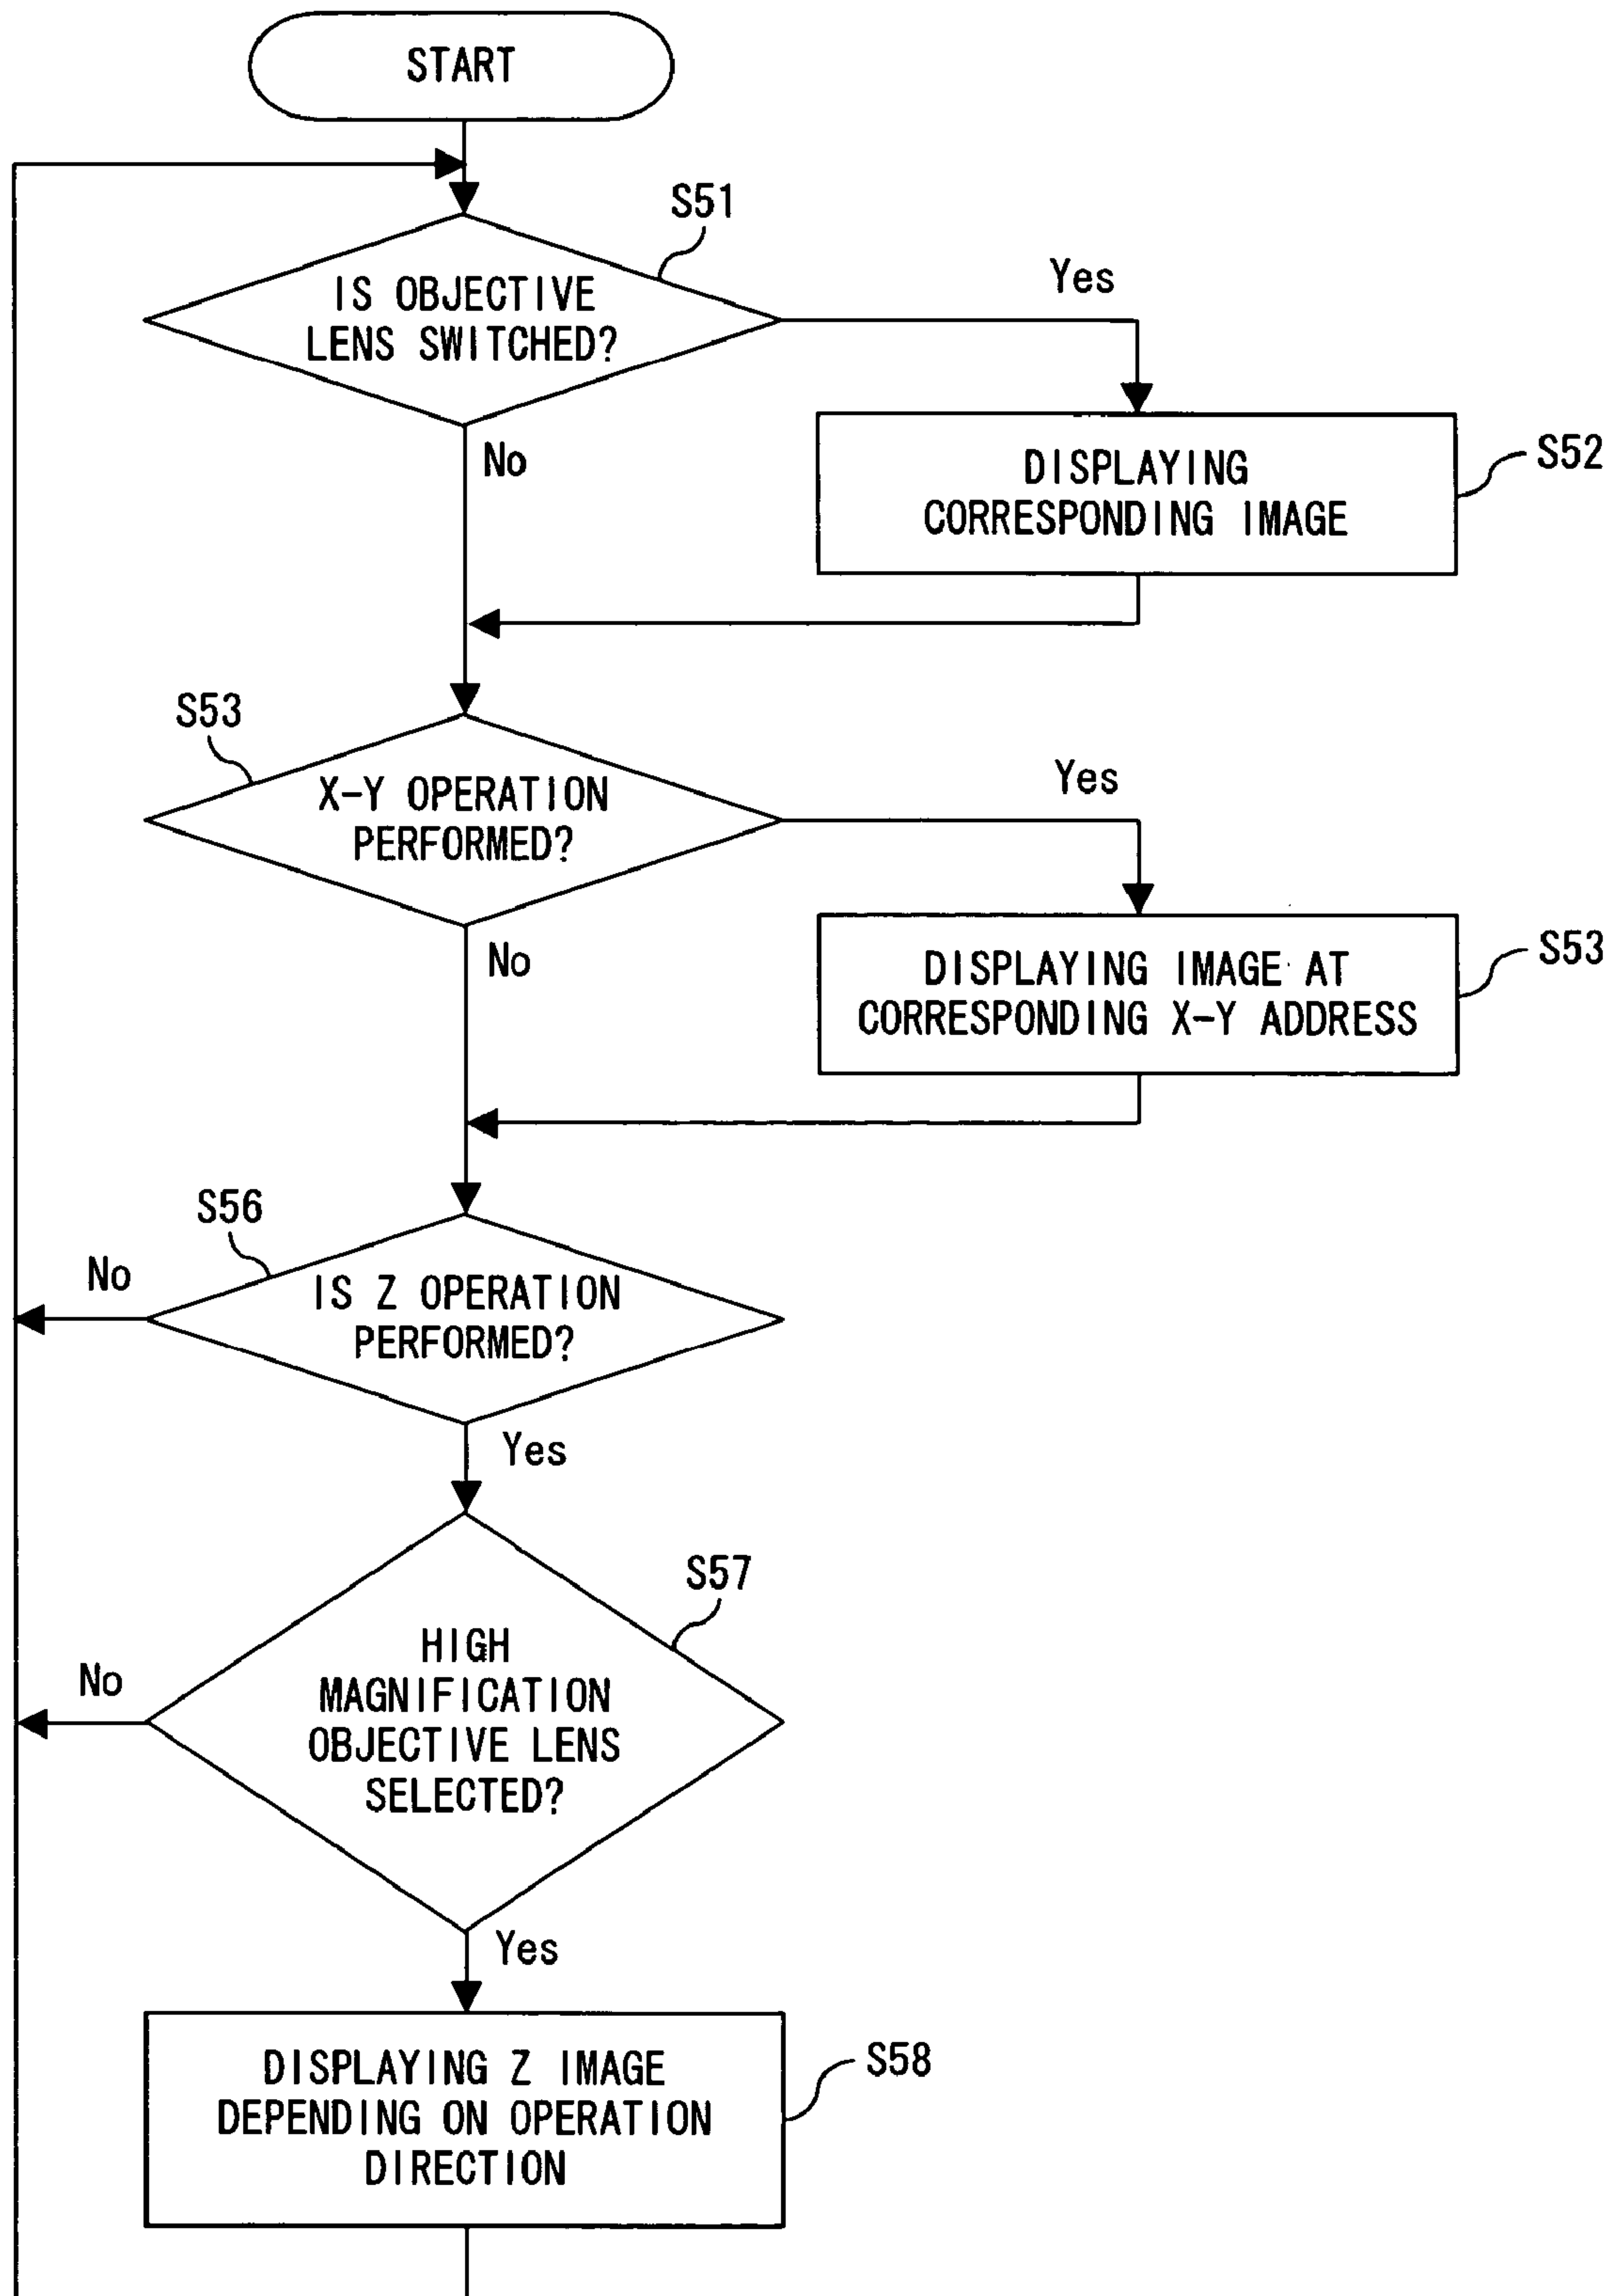 START
S51
IS OBJECTIVE
LENS SWITCHED?
Yes
No
DISPLAYING
CORRESPONDING IMAGE
S52
S53
X-Y OPERATION
PERFORMED?
Yes
No
DISPLAYING IMAGE AT
CORRESPONDING X-Y ADDRESS
S53
S56
No
IS Z OPERATION
PERFORMED?
Yes
S57
No
HIGH
MAGNIFICATION
OBJECTIVE LENS
SELECTED?
Yes
DISPLAYING Z IMAGE
DEPENDING ON OPERATION
DIRECTION
S58